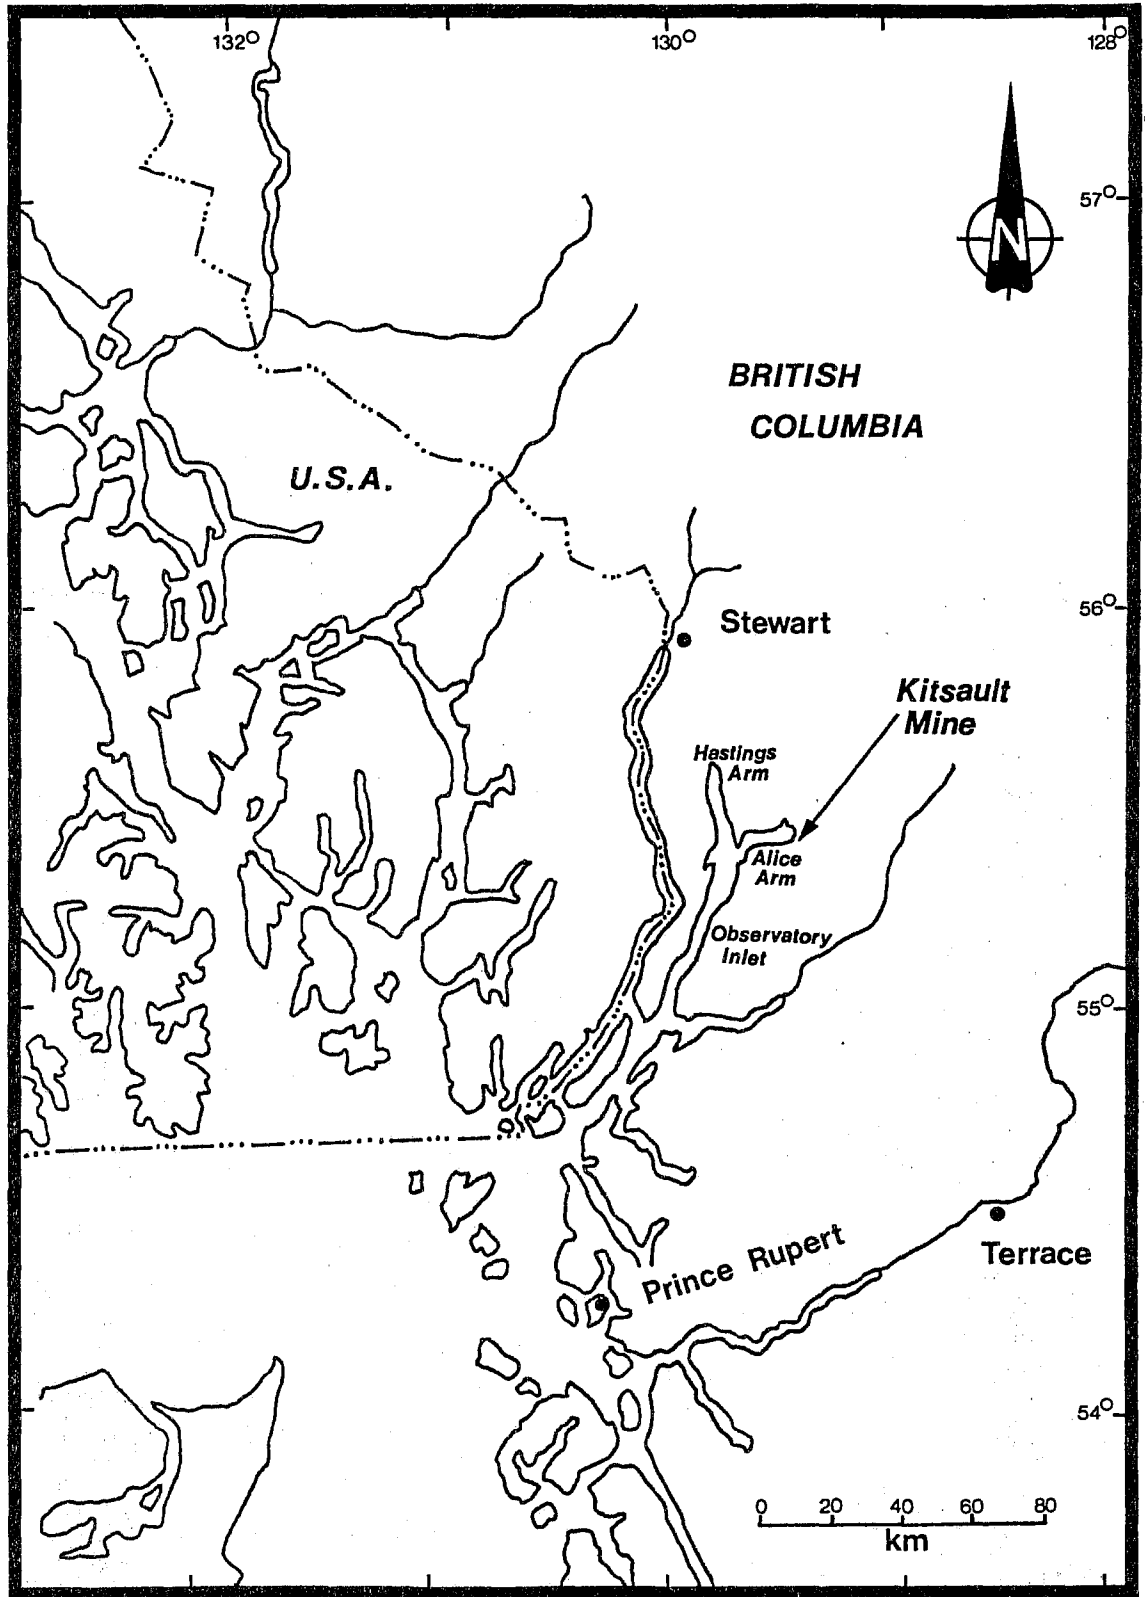 132°
130°
128°
57°
N
BRITISH
COLUMBIA
U.S.A.
56°
Stewart
Kitsault
Mine
Hastings
Arm
Alice
Arm
Observatory
Inlet
55°
Prince Rupert
Terrace
54°
0 20 40 60 80
km